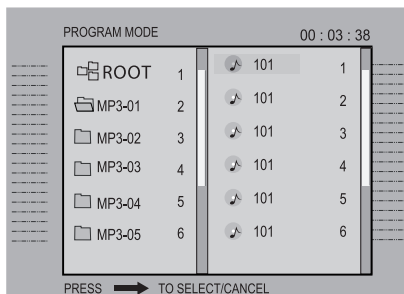 PROGRAM MODE 00 : 03 : 38
ROOT 1
MP3-01 2
MP3-02 3
MP3-03 4
MP3-04 5
MP3-05 6
101 1
101 2
101 3
101 4
101 5
101 6
PRESS TO SELECT/CANCEL